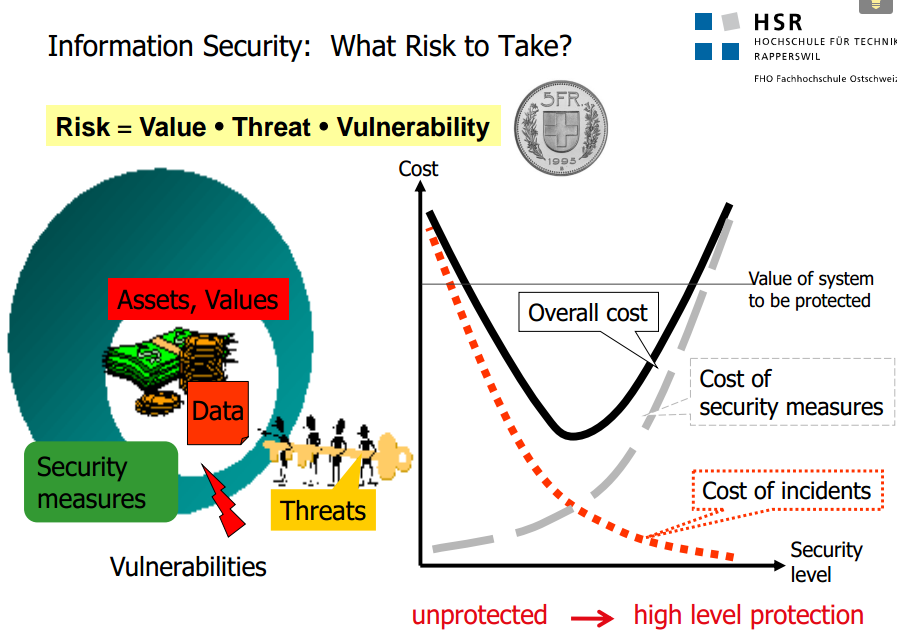 Information Security: What Risk to Take?
HSR
HOCHSCHULE FÜR TECHNIK
RAPPERSWIL
FHO Fachhochschule Ostschweiz
Risk = Value • Threat • Vulnerability
5FR.
1995
Assets, Values
Data
Security
measures
Threats
Vulnerabilities
Cost
Value of system
to be protected
Overall cost
Cost of
security measures
Cost of incidents
Security
level
unprotected → high level protection